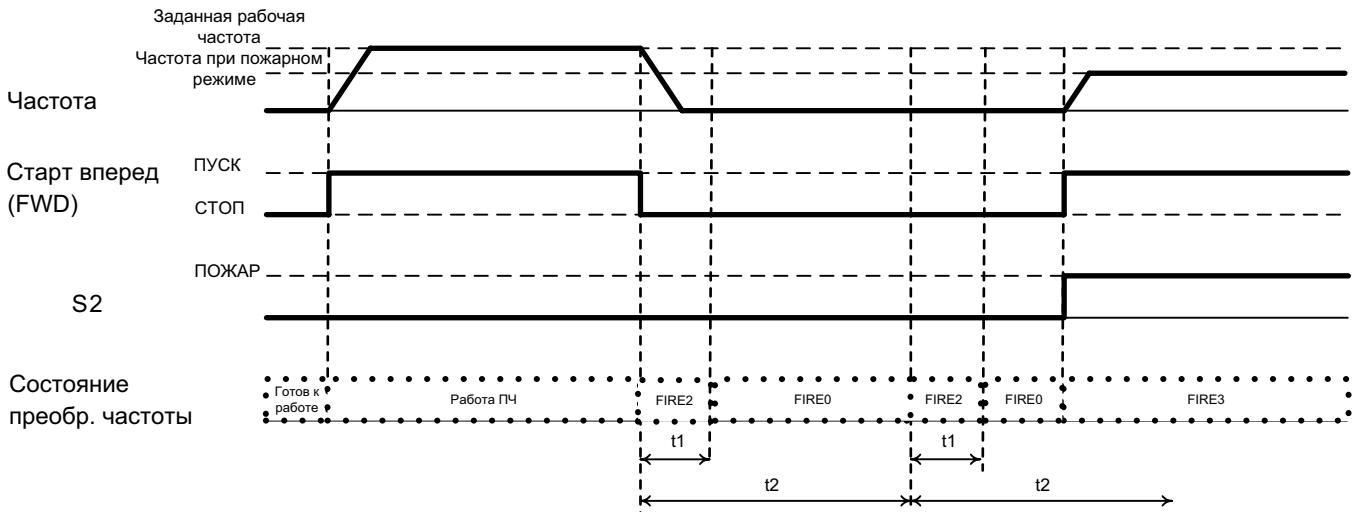 Заданная рабочая
частота
Частота при пожарном
режиме
Частота
Старт вперед
(FWD)
ПУСК
СТОП
ПОЖАР
S2
Состояние
преобр. частоты
Готов к
работе
Работа ПЧ
FIRE2
FIRE0
FIRE2
FIRE0
FIRE3
t1
t1
t2
t2